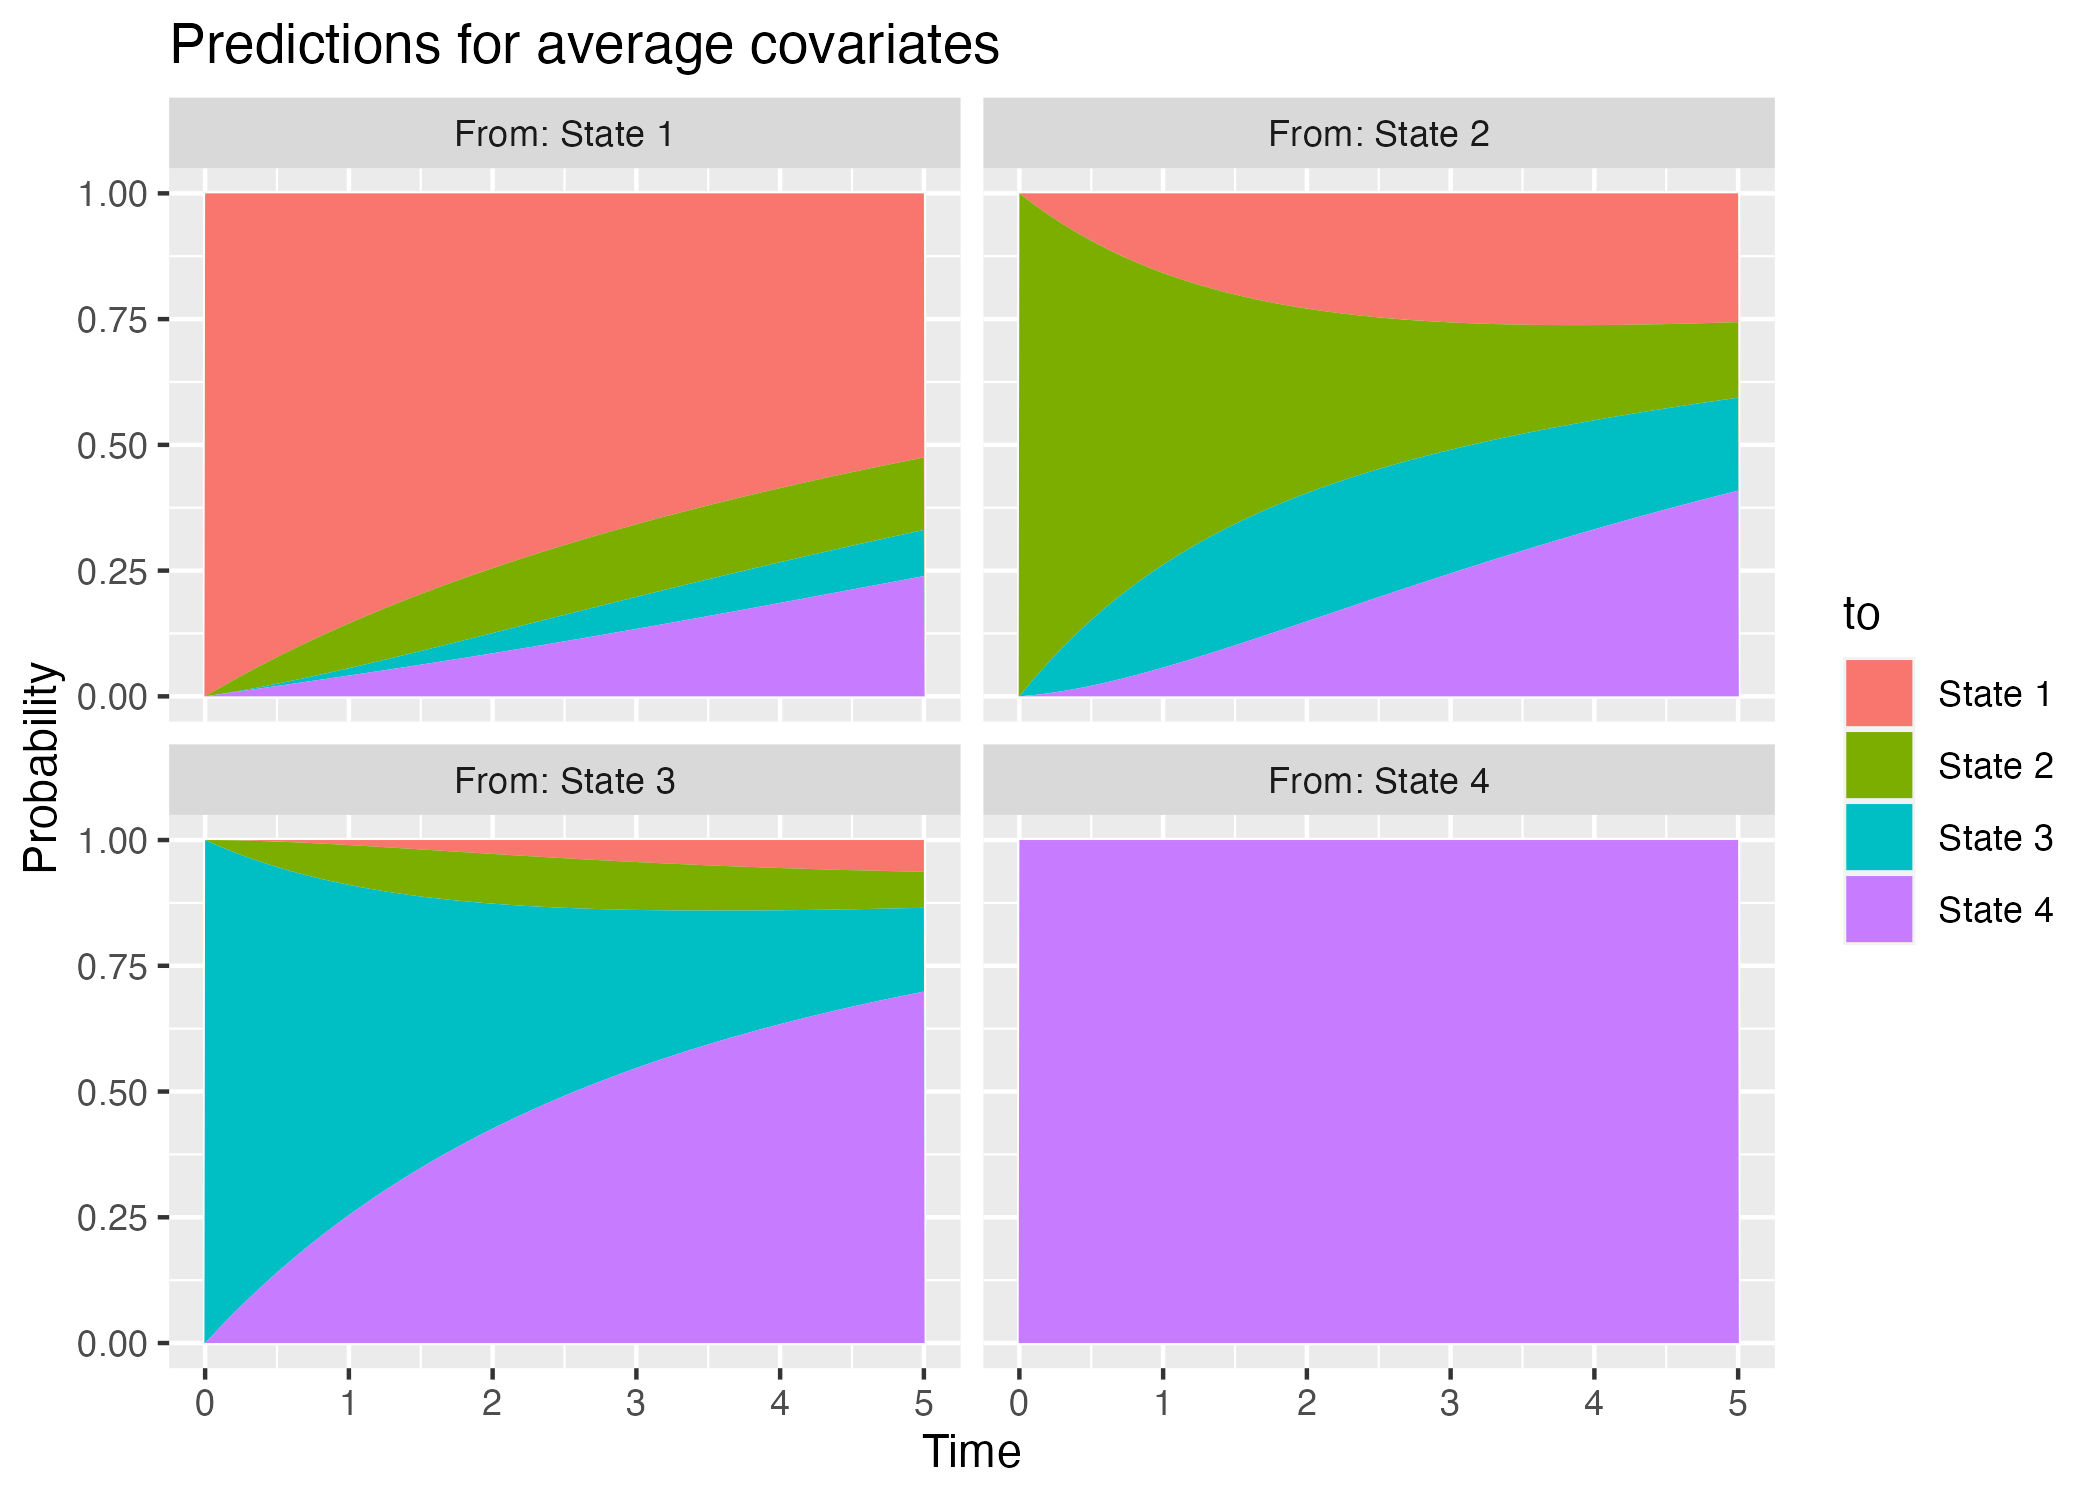 Predictions for average covariates
From: State 1
From: State 2
1.00
0.75
0.50
0.25
0.00
From: State 3
From: State 4
1.00
0.75
0.50
0.25
0.00
0 1 2 3 4 5
0 1 2 3 4 5
Time
Probability
to
State 1
State 2
State 3
State 4